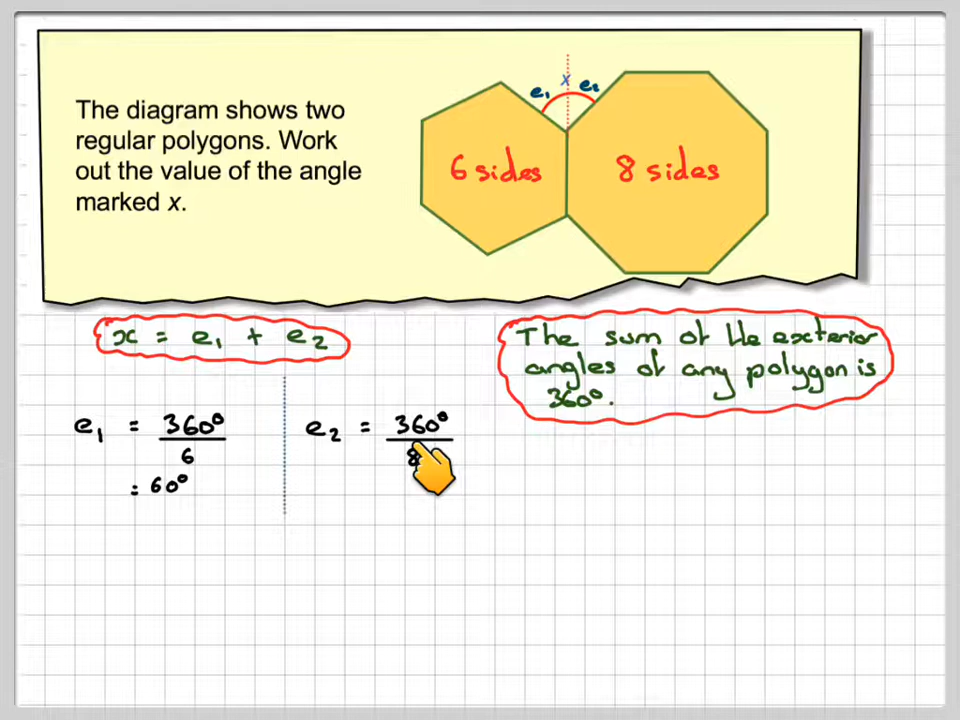 The diagram shows two
regular polygons. Work
out the value of the angle
marked x.
e₁ x e₂
6 sides
8 sides
x = e₁ + e₂
The sum of the exterior
angles of any polygon is
360°.
e₁ = 360°
6
= 60°
e₂ = 360°
8